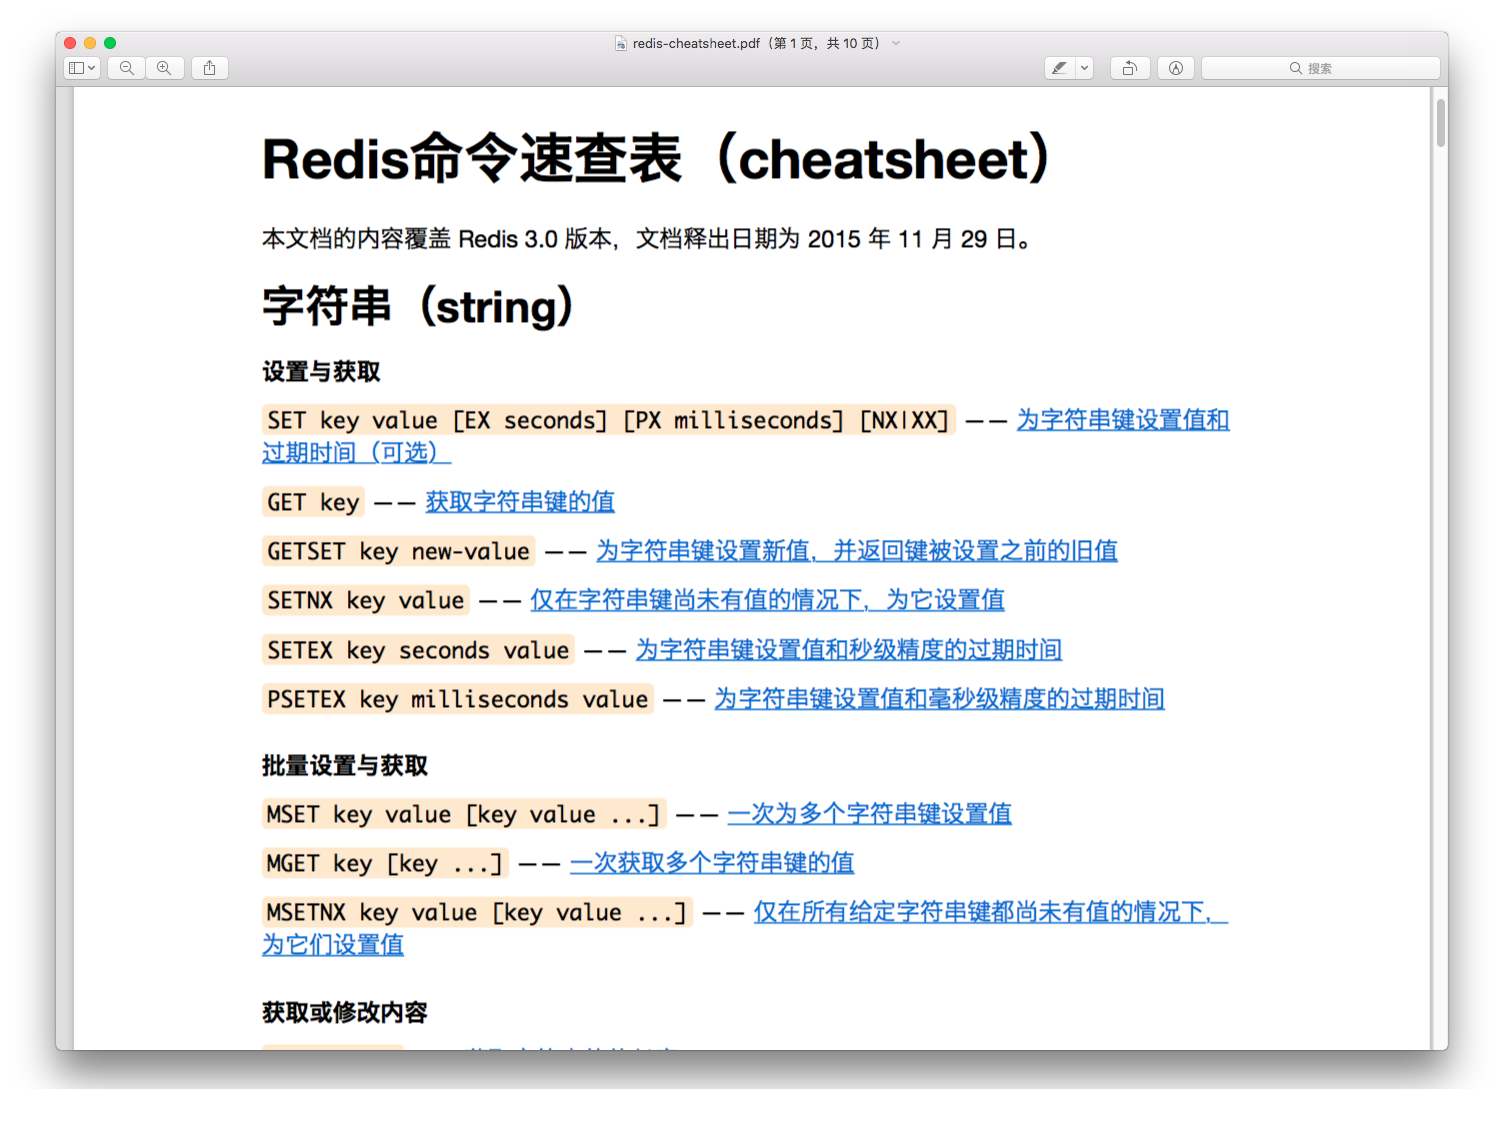 redis-cheatsheet.pdf（第 1 页，共 10 页）
搜索
Redis命令速查表（cheatsheet）
本文档的内容覆盖 Redis 3.0 版本，文档释出日期为 2015 年 11 月 29 日。
字符串（string）
设置与获取
SET key value [EX seconds] [PX milliseconds] [NX|XX] —— 为字符串键设置值和
过期时间（可选）
GET key —— 获取字符串键的值
GETSET key new-value —— 为字符串键设置新值，并返回键被设置之前的旧值
SETNX key value —— 仅在字符串键尚未有值的情况下，为它设置值
SETEX key seconds value —— 为字符串键设置值和秒级精度的过期时间
PSETEX key milliseconds value —— 为字符串键设置值和毫秒级精度的过期时间
批量设置与获取
MSET key value [key value ...] —— 一次为多个字符串键设置值
MGET key [key ...] —— 一次获取多个字符串键的值
MSETNX key value [key value ...] —— 仅在所有给定字符串键都尚未有值的情况下，
为它们设置值
获取或修改内容